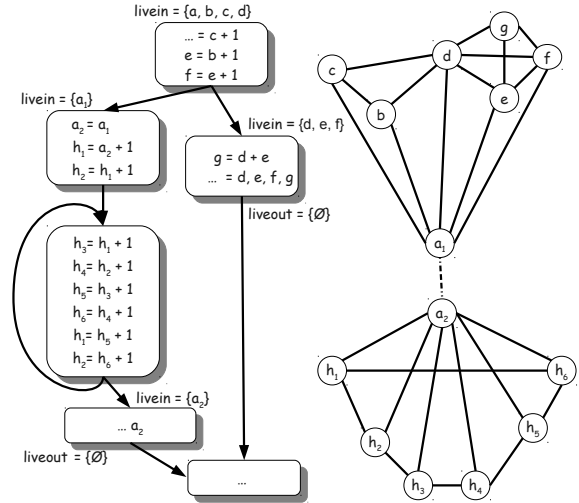 livein = {a, b, c, d}
... = c + 1
e = b + 1
f = e + 1
livein = {a₁}
a₂ = a₁
h₁ = a₂ + 1
h₂ = h₁ + 1
livein = {d, e, f}
g = d + e
... = d, e, f, g
liveout = {Ø}
h₃= h₁ + 1
h₄= h₂ + 1
h₅= h₃ + 1
h₆= h₄ + 1
h₁= h₅ + 1
h₂= h₆ + 1
livein = {a₂}
... a₂
liveout = {Ø}
...
g
d
f
c
e
b
a₁
a₂
h₁
h₆
h₂
h₅
h₃
h₄